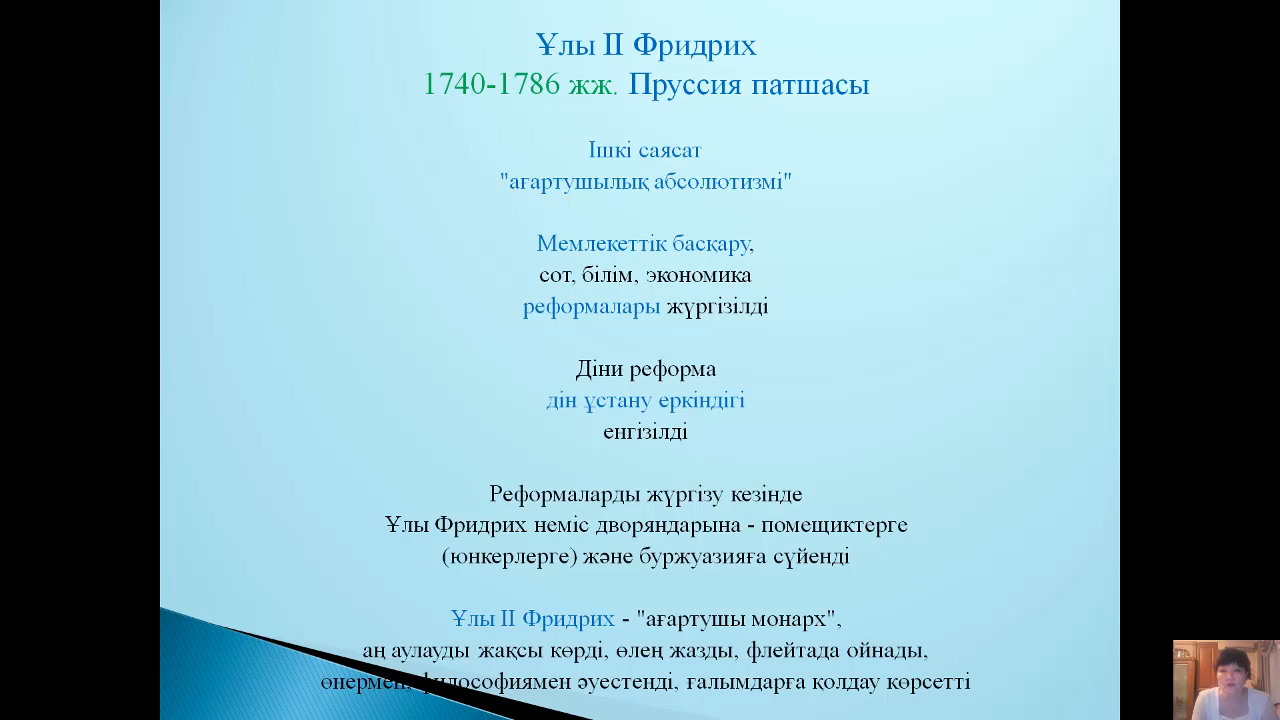 Ұлы II Фридрих
1740-1786 жж. Пруссия патшасы
Ішкі саясат
"ағартушылық абсолютизмі"
Мемлекеттік басқару,
сот, білім, экономика
реформалары жүргізілді
Діни реформа
дін ұстану еркіндігі
енгізілді
Реформаларды жүргізу кезінде
Ұлы Фридрих неміс дворяндарына - помещиктерге
(юнкерлерге) және буржуазияға сүйенді
Ұлы II Фридрих - "ағартушы монарх",
аң аулауды жақсы көрді, өлең жазды, флейтада ойнады,
өнермен, философиямен әуестенді, ғалымдарға қолдау көрсетті